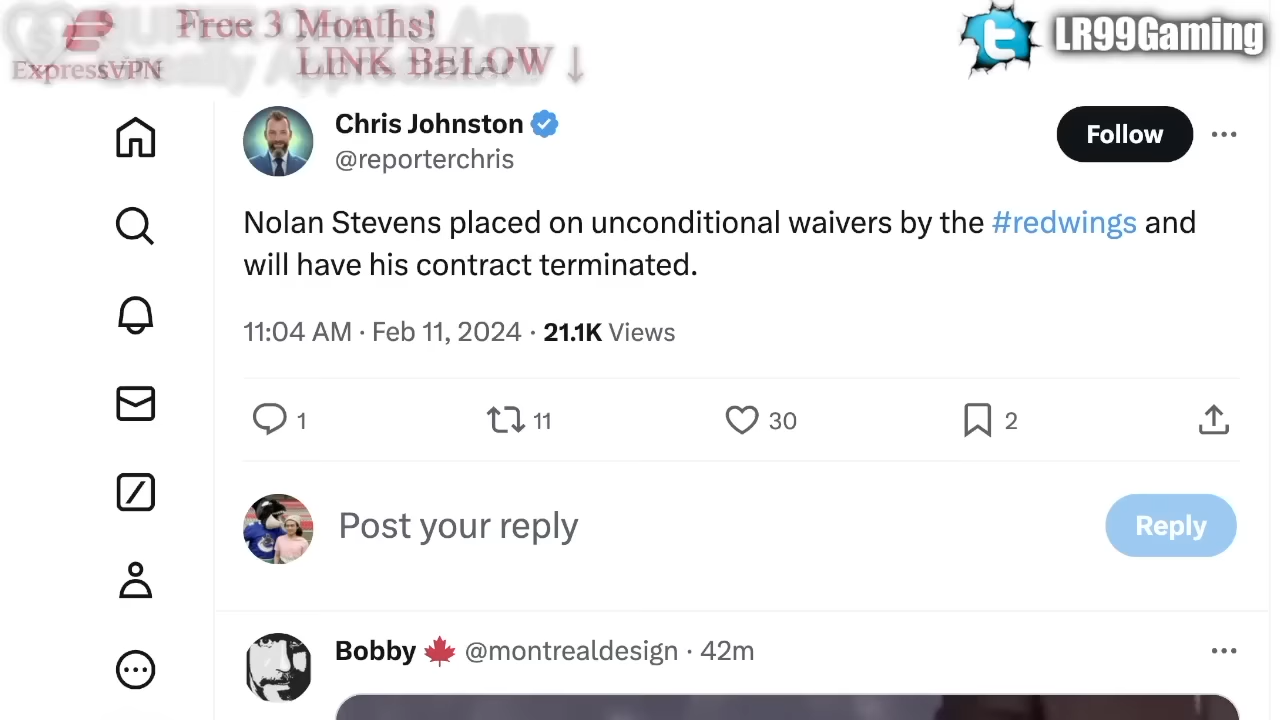 Free 3 Months!
ExpressVPN LINK BELOW ↓
LR99Gaming
Chris Johnston
Follow
@reporterchris
Nolan Stevens placed on unconditional waivers by the #redwings and
will have his contract terminated.
11:04 AM · Feb 11, 2024 · 21.1K Views
1 11 30 2
Post your reply
Reply
Bobby 🍁 @montrealdesign · 42m